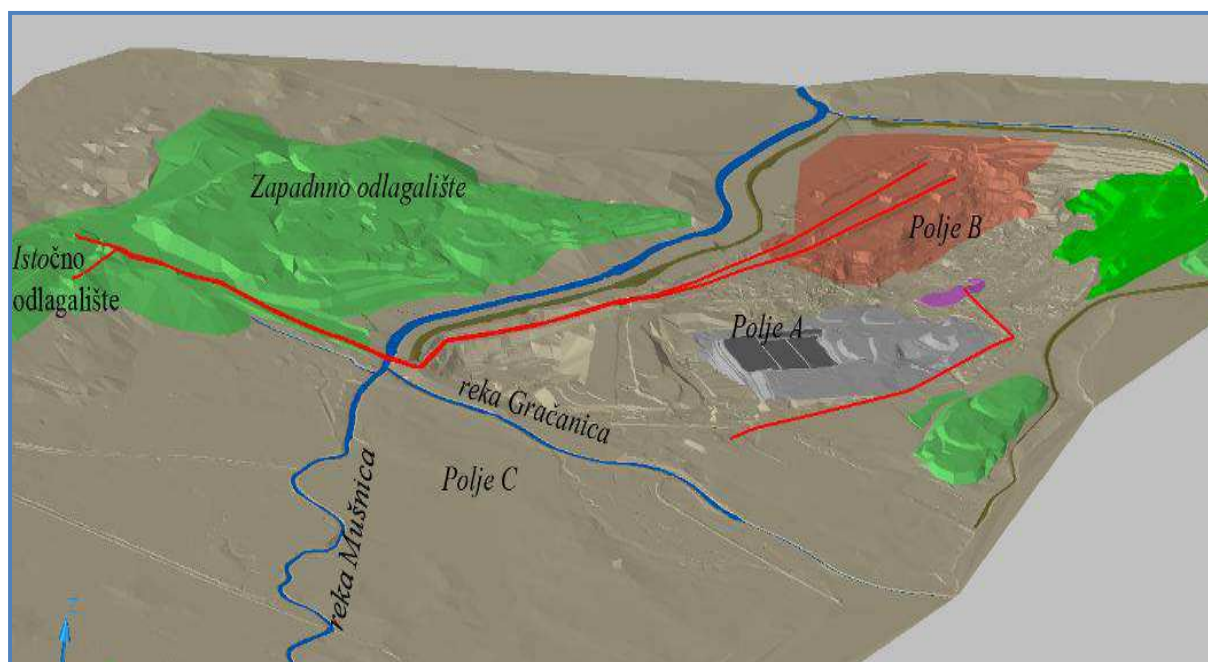 Zapadnno odlagalište
Istočno
odlagalište
Polje B
Polje A
reka Gračanica
Polje C
reka Mušnica